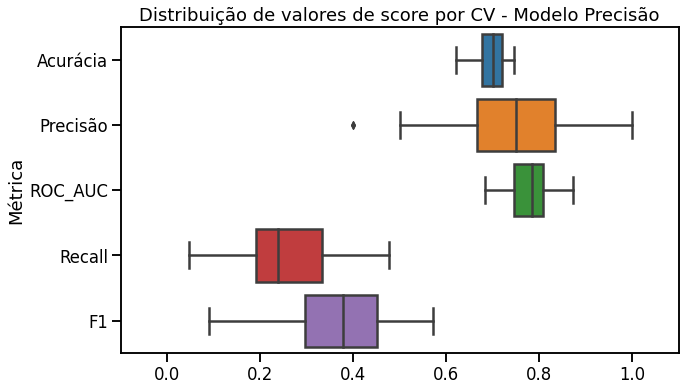 Distribuição de valores de score por CV - Modelo Precisão
Métrica
Acurácia
Precisão
ROC_AUC
Recall
F1
0.0 0.2 0.4 0.6 0.8 1.0